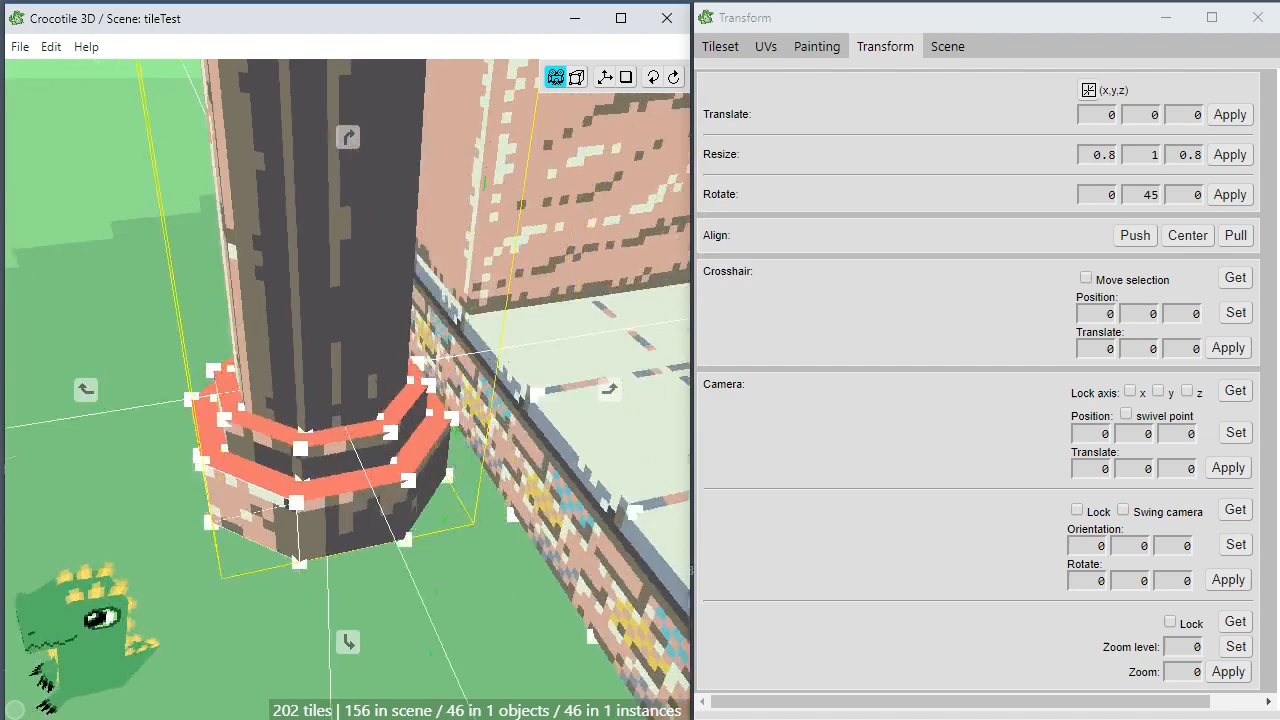 Crocotile 3D / Scene: tileTest
File Edit Help
202 tiles | 156 in scene / 46 in 1 objects / 46 in 1 instances
Transform
Tileset UVs Painting Transform Scene
(x,y,z)
Translate: 0 0 0 Apply
Resize: 0.8 1 0.8 Apply
Rotate: 0 45 0 Apply
Align: Push Center Pull
Crosshair: Move selection Get
Position:
0 0 0 Set
Translate:
0 0 0 Apply
Camera: Lock axis: x y z Get
Position: swivel point
0 0 0 Set
Translate:
0 0 0 Apply
Lock Swing camera Get
Orientation:
0 0 0 Set
Rotate:
0 0 0 Apply
Lock Get
Zoom level: 0 Set
Zoom: 0 Apply